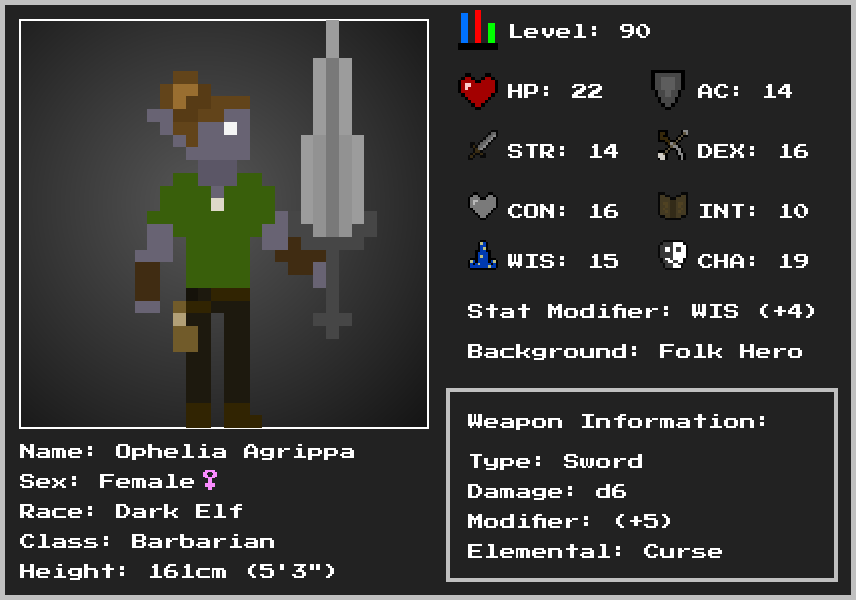 Level: 90
HP: 22
AC: 14
STR: 14
DEX: 16
CON: 16
INT: 10
WIS: 15
CHA: 19
Stat Modifier: WIS (+4)
Background: Folk Hero
Name: Ophelia Agrippa
Sex: Female♀
Race: Dark Elf
Class: Barbarian
Height: 161cm (5'3")
Weapon Information:
Type: Sword
Damage: d6
Modifier: (+5)
Elemental: Curse